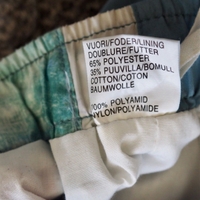 VUORI/FODER/LINING
DOUBLURE/FUTTER
65% POLYESTER
35% PUUVILLA/BOMULL
COTTON/COTON
BAUMWOLLE
100% POLYAMID
NYLON/POLYAMIDE